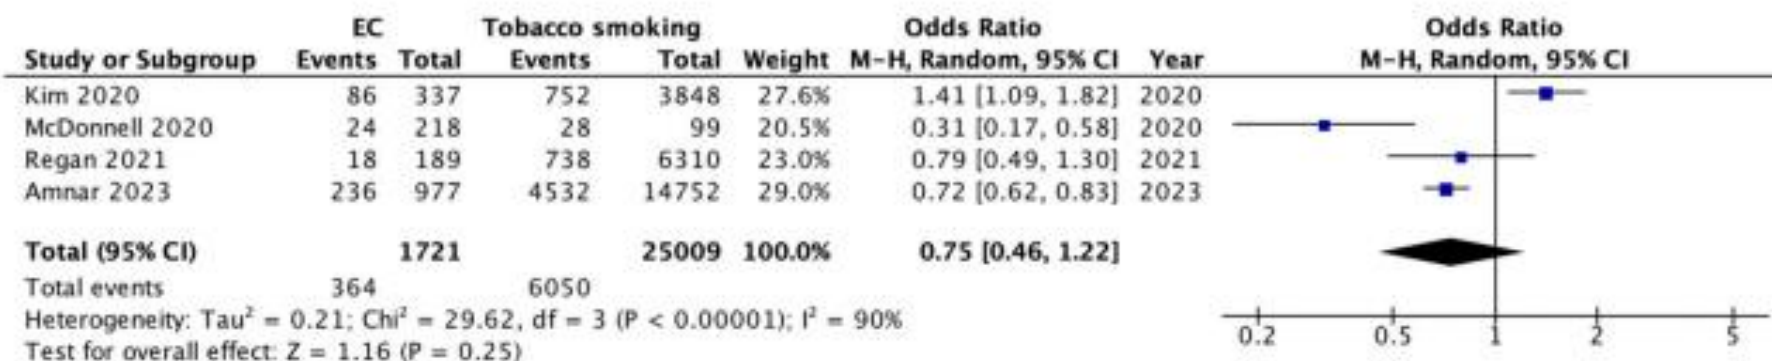 EC Tobacco smoking Odds Ratio Odds Ratio
Study or Subgroup Events Total Events Total Weight M-H, Random, 95% CI Year M-H, Random, 95% CI
Kim 2020 86 337 752 3848 27.6% 1.41 [1.09, 1.82] 2020
McDonnell 2020 24 218 28 99 20.5% 0.31 [0.17, 0.58] 2020
Regan 2021 18 189 738 6310 23.0% 0.79 [0.49, 1.30] 2021
Amnar 2023 236 977 4532 14752 29.0% 0.72 [0.62, 0.83] 2023
Total (95% CI) 1721 25009 100.0% 0.75 [0.46, 1.22]
Total events 364 6050
Heterogeneity: Tau² = 0.21; Chi² = 29.62, df = 3 (P < 0.00001); I² = 90%
Test for overall effect: Z = 1.16 (P = 0.25)
0.2 0.5 1 2 5